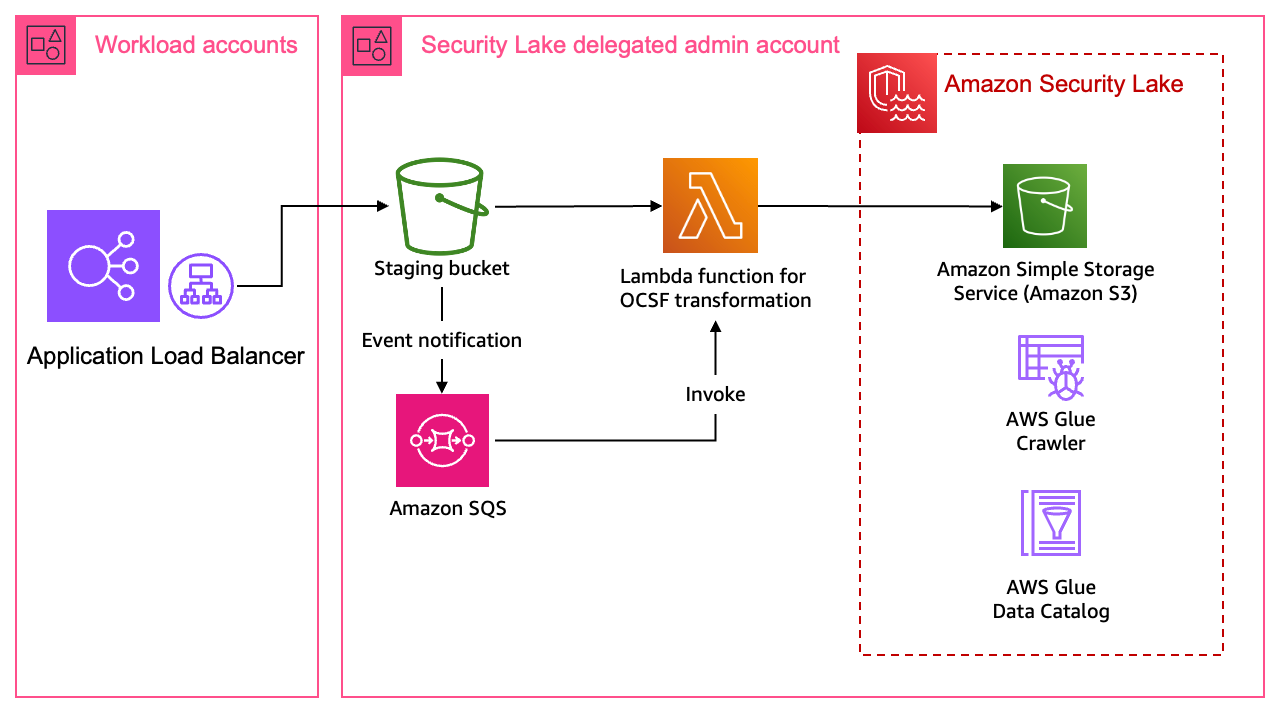 Workload accounts
Security Lake delegated admin account
Amazon Security Lake
Application Load Balancer
Staging bucket
Event notification
Amazon SQS
Lambda function for
OCSF transformation
Invoke
Amazon Simple Storage
Service (Amazon S3)
AWS Glue
Crawler
AWS Glue
Data Catalog